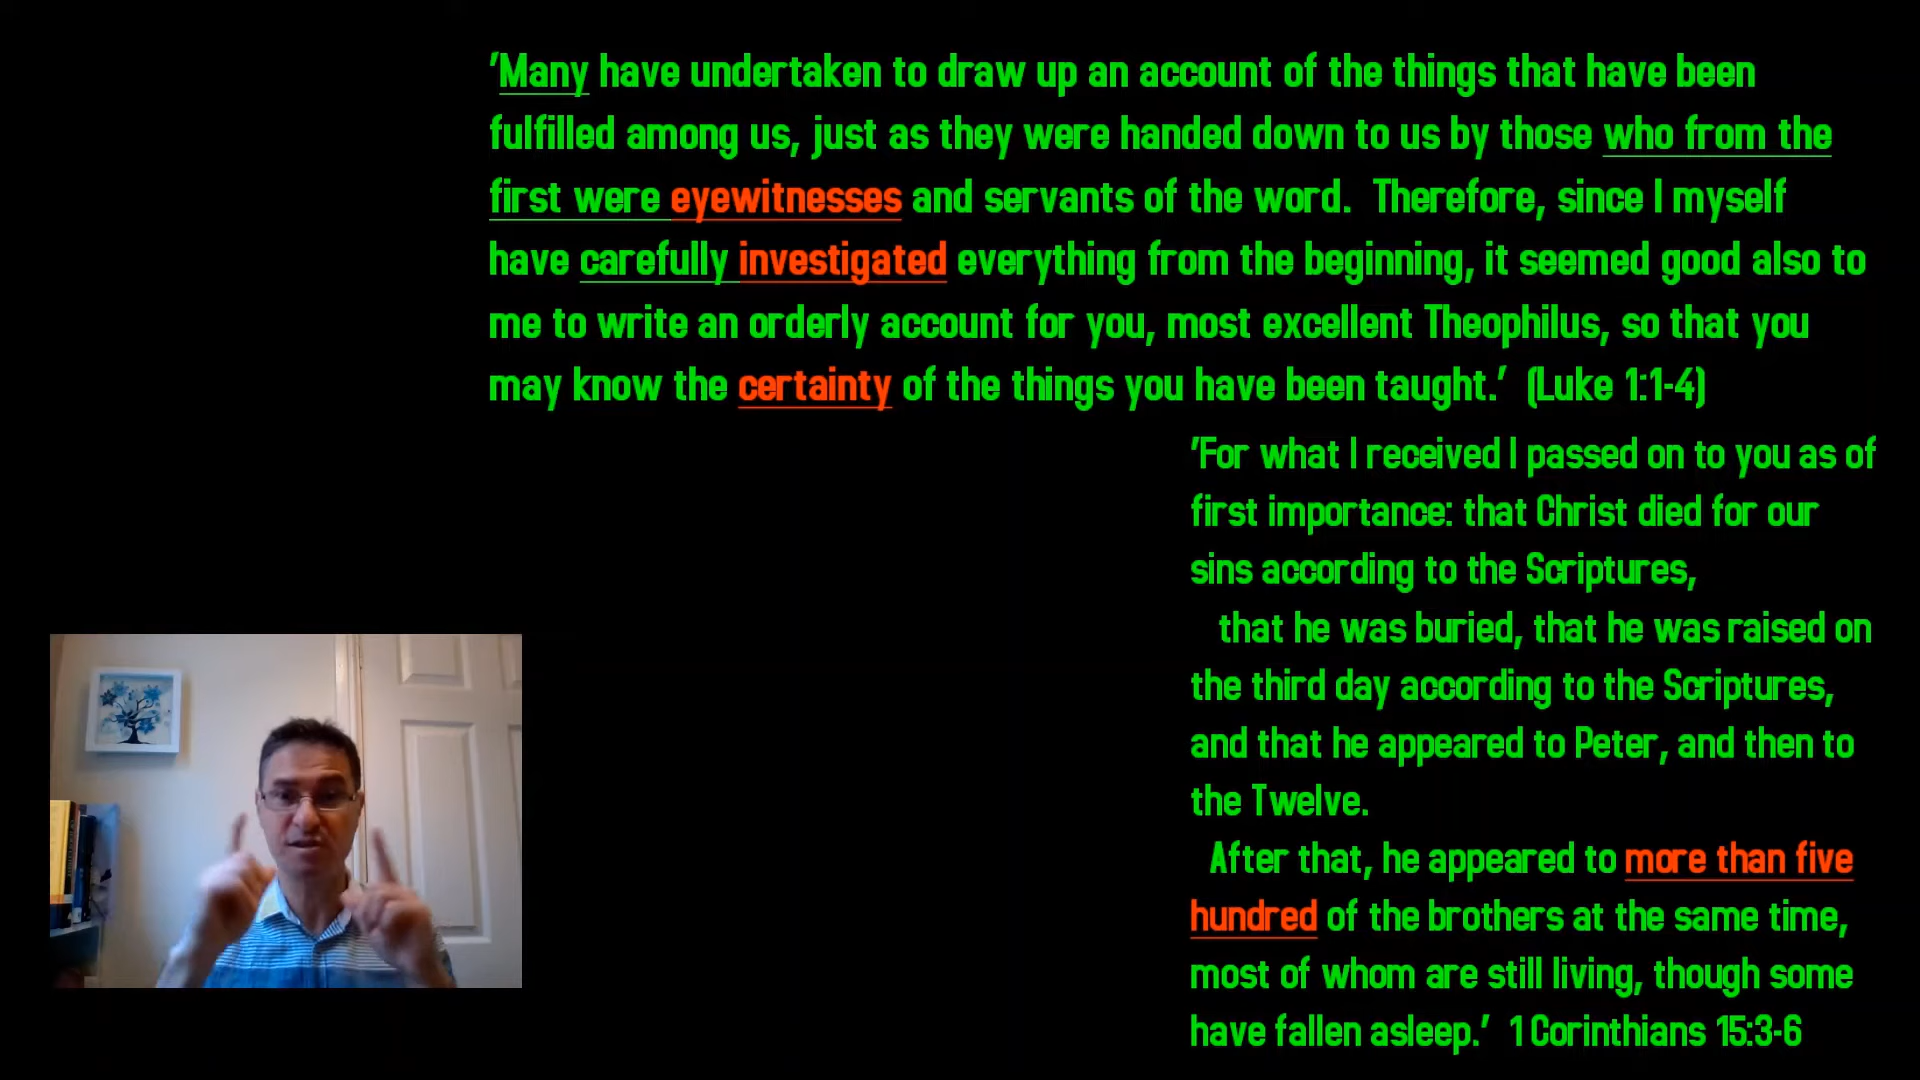 'Many have undertaken to draw up an account of the things that have been
fulfilled among us, just as they were handed down to us by those who from the
first were eyewitnesses and servants of the word.  Therefore, since I myself
have carefully investigated everything from the beginning, it seemed good also to
me to write an orderly account for you, most excellent Theophilus, so that you
may know the certainty of the things you have been taught.'  (Luke 1:1-4)
'For what I received I passed on to you as of
first importance: that Christ died for our
sins according to the Scriptures,
that he was buried, that he was raised on
the third day according to the Scriptures,
and that he appeared to Peter, and then to
the Twelve.
After that, he appeared to more than five
hundred of the brothers at the same time,
most of whom are still living, though some
have fallen asleep.'  1 Corinthians 15:3-6